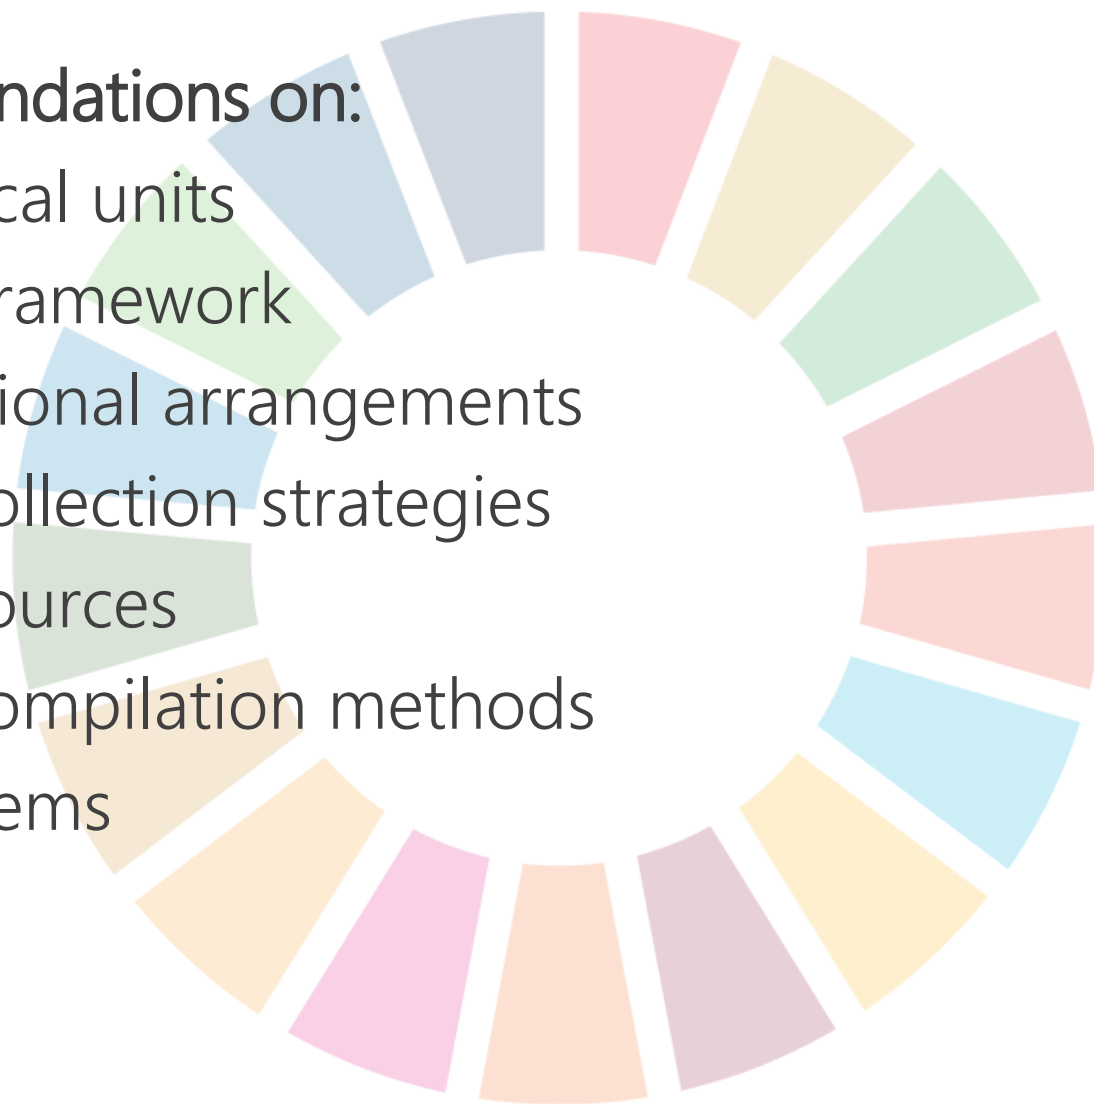 ndations on:
cal units
ramework
ional arrangements
ollection strategies
ources
ompilation methods
ems